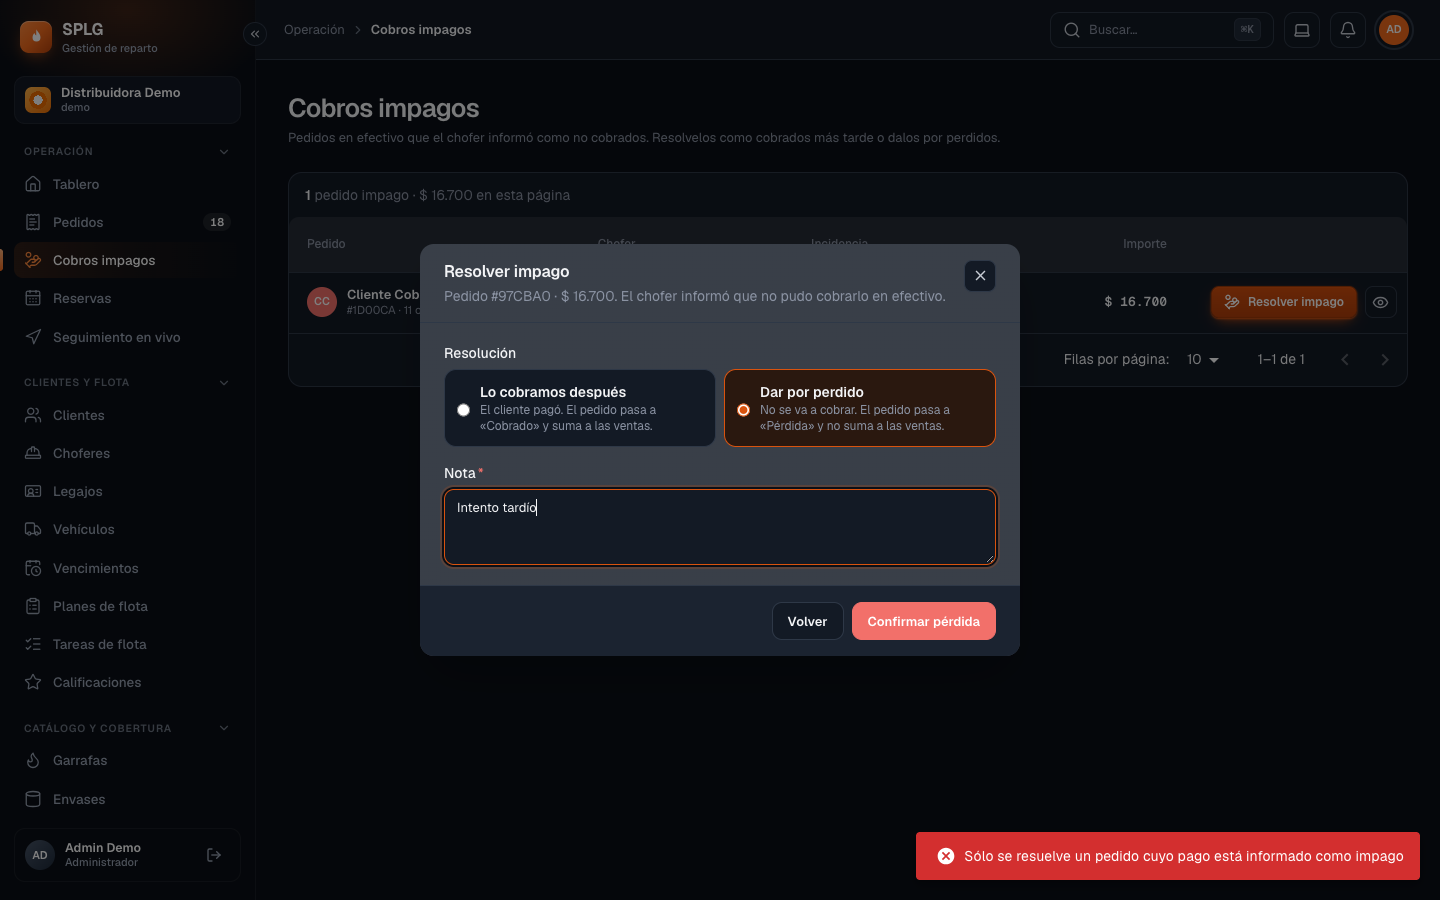 SPLG
Gestión de reparto
Distribuidora Demo
demo
OPERACIÓN
Tablero
Pedidos 18
Cobros impagos
Reservas
Seguimiento en vivo
CLIENTES Y FLOTA
Clientes
Choferes
Legajos
Vehículos
Vencimientos
Planes de flota
Tareas de flota
Calificaciones
CATÁLOGO Y COBERTURA
Garrafas
Envases
AD
Admin Demo
Administrador
Operación > Cobros impagos
Buscar... ⌘K
AD
Cobros impagos
Pedidos en efectivo que el chofer informó como no cobrados. Resolvelos como cobrados más tarde o dalos por perdidos.
1 pedido impago · $ 16.700 en esta página
Pedido Chofer Incidencia Importe
CC
Cliente Cob
#1D00CA · 11
$ 16.700
Resolver impago
Filas por página: 10 1–1 de 1
Resolver impago
Pedido #97CBA0 · $ 16.700. El chofer informó que no pudo cobrarlo en efectivo.
Resolución
Lo cobramos después
El cliente pagó. El pedido pasa a
«Cobrado» y suma a las ventas.
Dar por perdido
No se va a cobrar. El pedido pasa a
«Pérdida» y no suma a las ventas.
Nota *
Intento tardío
Volver
Confirmar pérdida
Sólo se resuelve un pedido cuyo pago está informado como impago